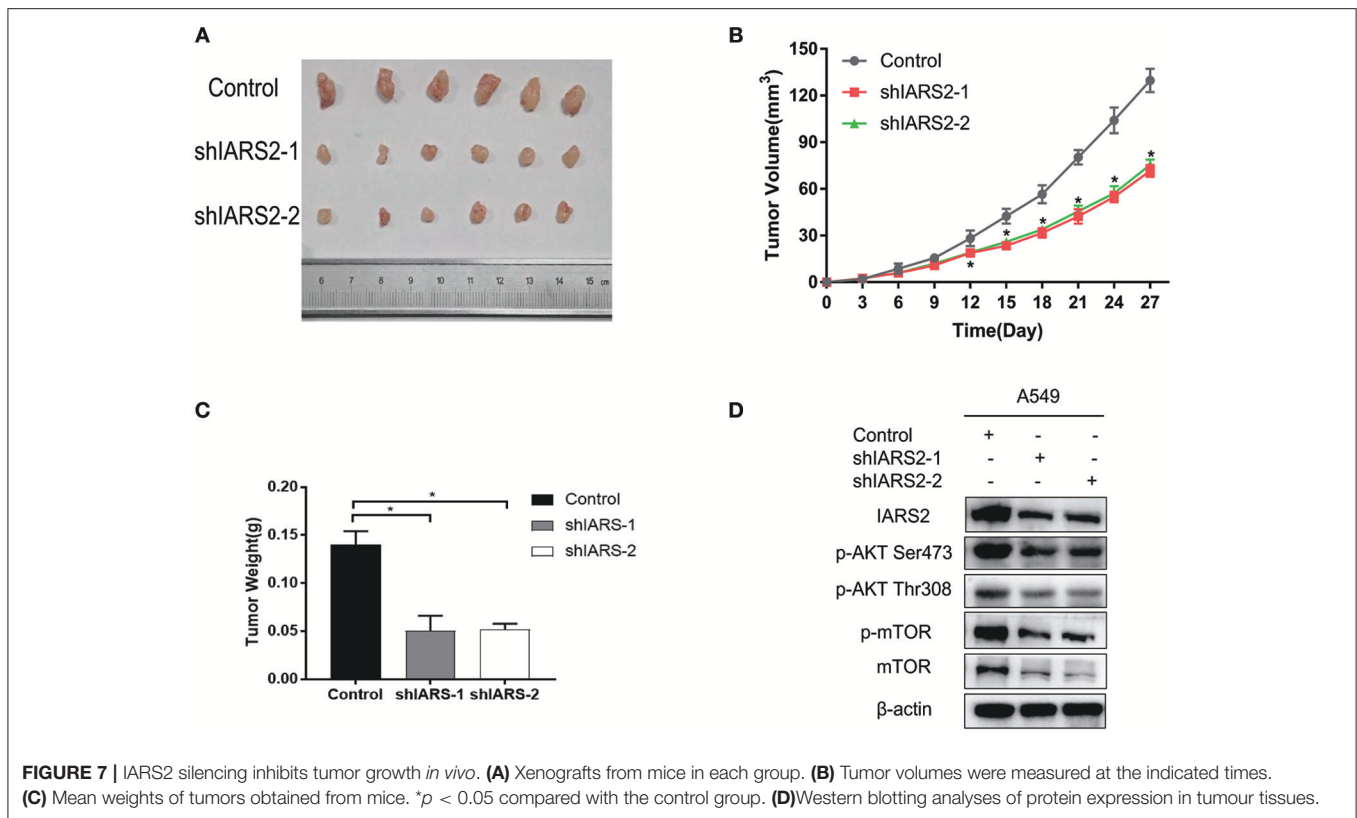 A
Control
shIARS2-1
shIARS2-2
6 7 8 9 10 11 12 13 14 15 cm
B
Tumor Volume(mm3)
150
120
90
60
30
0
Control
shIARS2-1
shIARS2-2
* * * * * *
0 3 6 9 12 15 18 21 24 27
Time(Day)
C
Tumor Weight(g)
0.20
0.15
0.10
0.05
0.00
*
*
Control
shIARS-1
shIARS-2
Control shIARS-1 shIARS-2
D
A549
Control + - -
shIARS2-1 - + -
shIARS2-2 - - +
IARS2
p-AKT Ser473
p-AKT Thr308
p-mTOR
mTOR
β-actin
FIGURE 7 | IARS2 silencing inhibits tumor growth in vivo. (A) Xenografts from mice in each group. (B) Tumor volumes were measured at the indicated times.
(C) Mean weights of tumors obtained from mice. *p < 0.05 compared with the control group. (D)Western blotting analyses of protein expression in tumour tissues.